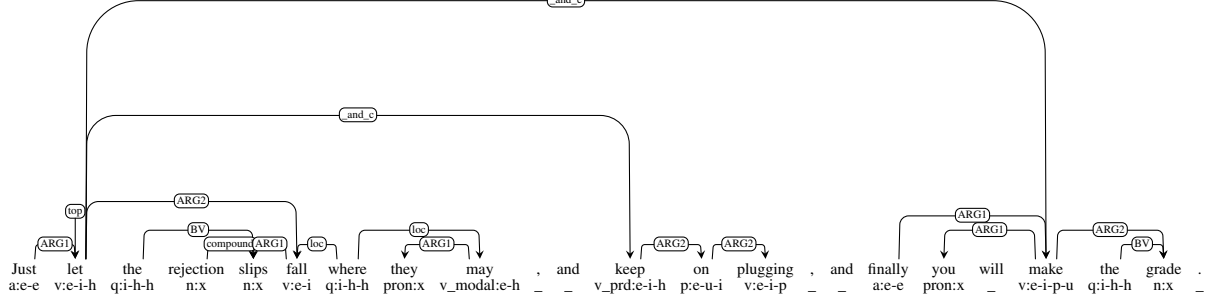 _and_c
_and_c
ARG2
top
ARG1
BV
compound
ARG1
loc
loc
ARG1
ARG2
ARG2
ARG1
ARG1
ARG2
BV
Just let the rejection slips fall where they may , and keep on plugging , and finally you will make the grade .
a:e-e v:e-i-h q:i-h-h n:x n:x v:e-i q:i-h-h pron:x v_modal:e-h _ _ v_prd:e-i-h p:e-u-i v:e-i-p _ _ a:e-e pron:x _ v:e-i-p-u q:i-h-h n:x _